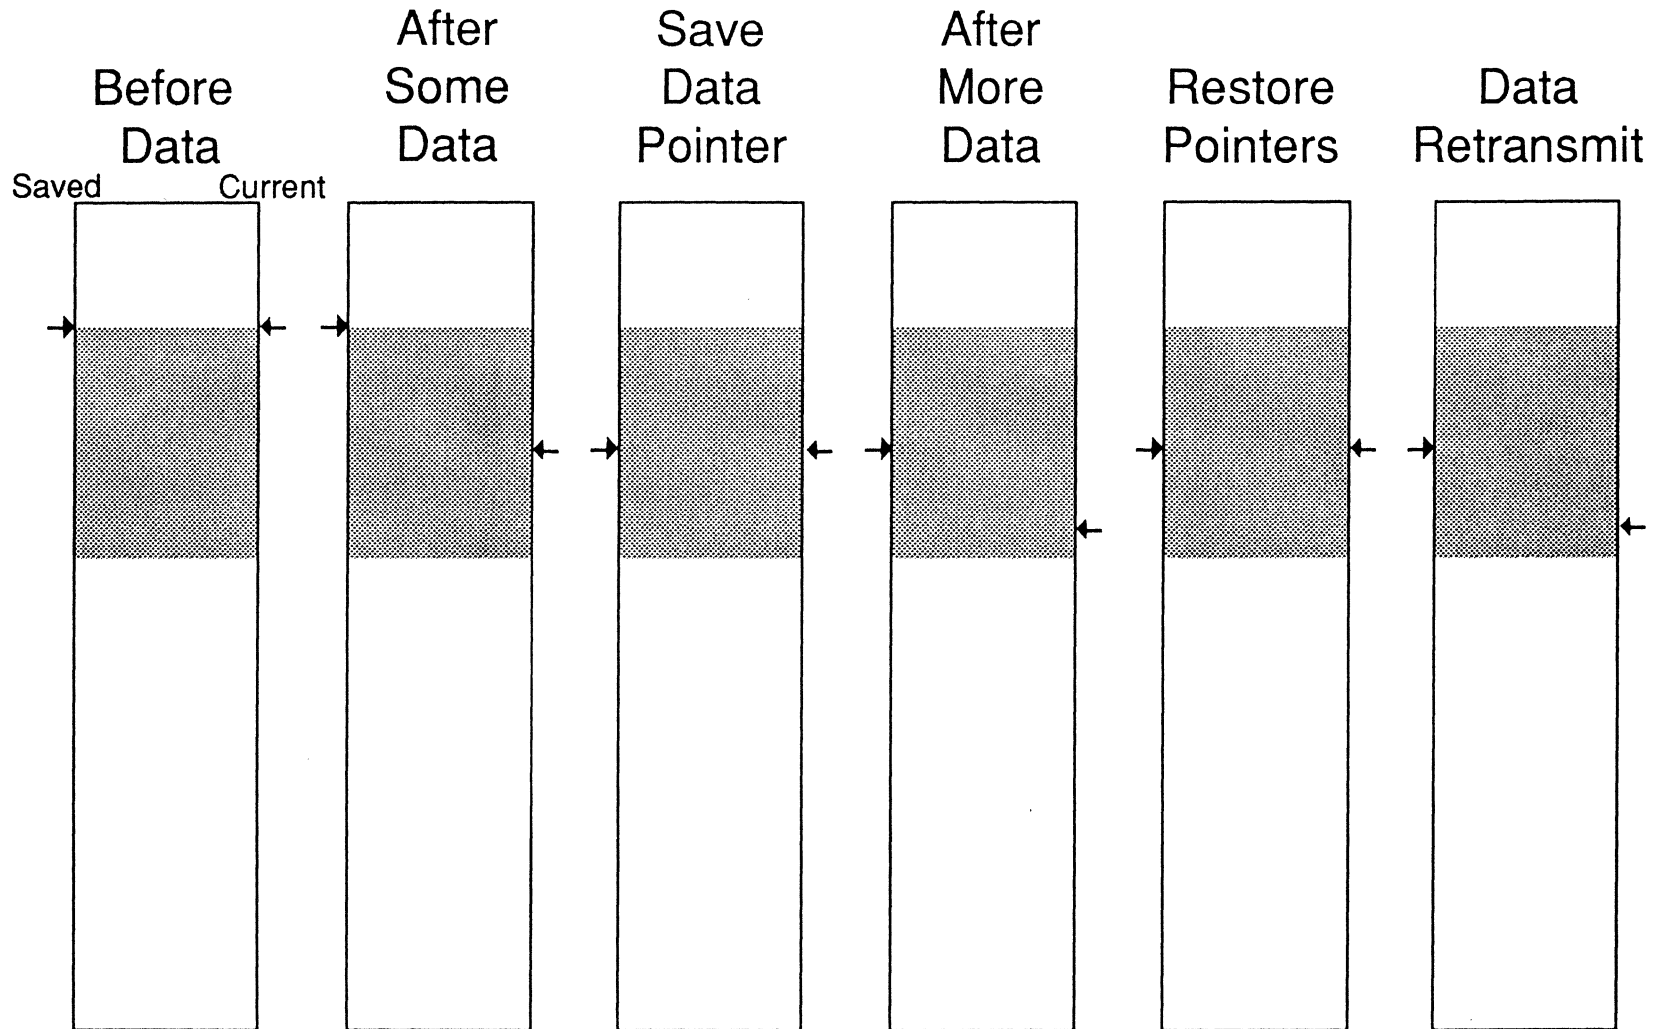 Before
Data
After
Some
Data
Save
Data
Pointer
After
More
Data
Restore
Pointers
Data
Retransmit
Saved
Current